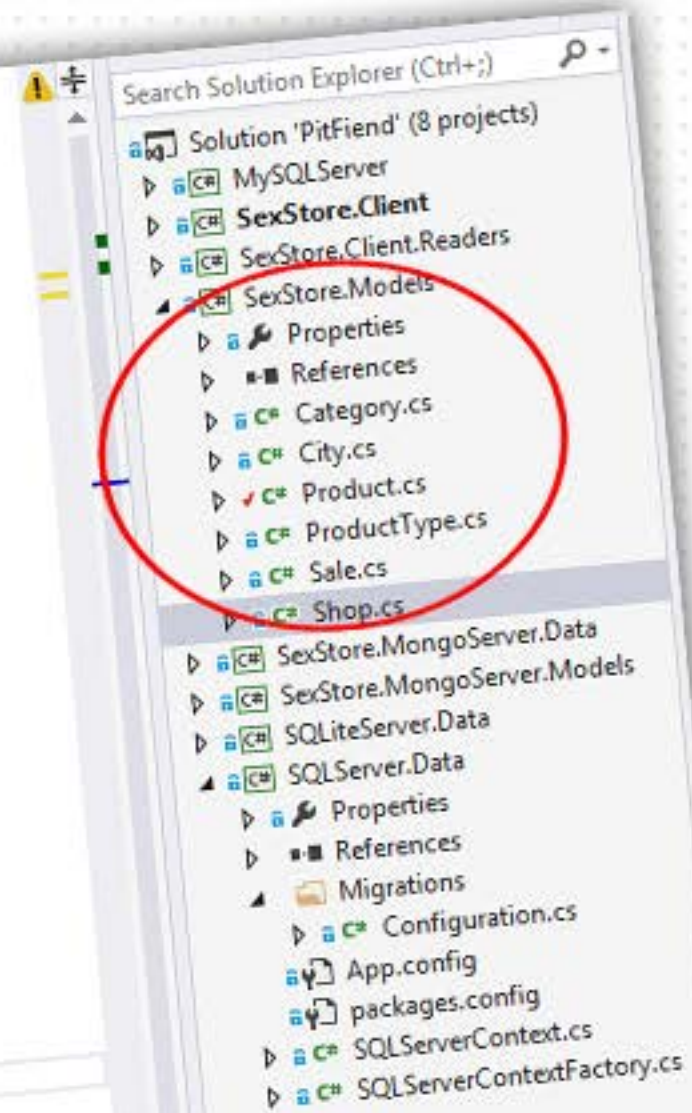 Search Solution Explorer (Ctrl+;)
Solution 'PitFiend' (8 projects)
C# MySQLServer
C# SexStore.Client
C# SexStore.Client.Readers
C# SexStore.Models
Properties
References
C# Category.cs
C# City.cs
C# Product.cs
C# ProductType.cs
C# Sale.cs
C# Shop.cs
C# SexStore.MongoServer.Data
C# SexStore.MongoServer.Models
C# SQLiteServer.Data
C# SQLServer.Data
Properties
References
Migrations
C# Configuration.cs
App.config
packages.config
C# SQLServerContext.cs
C# SQLServerContextFactory.cs